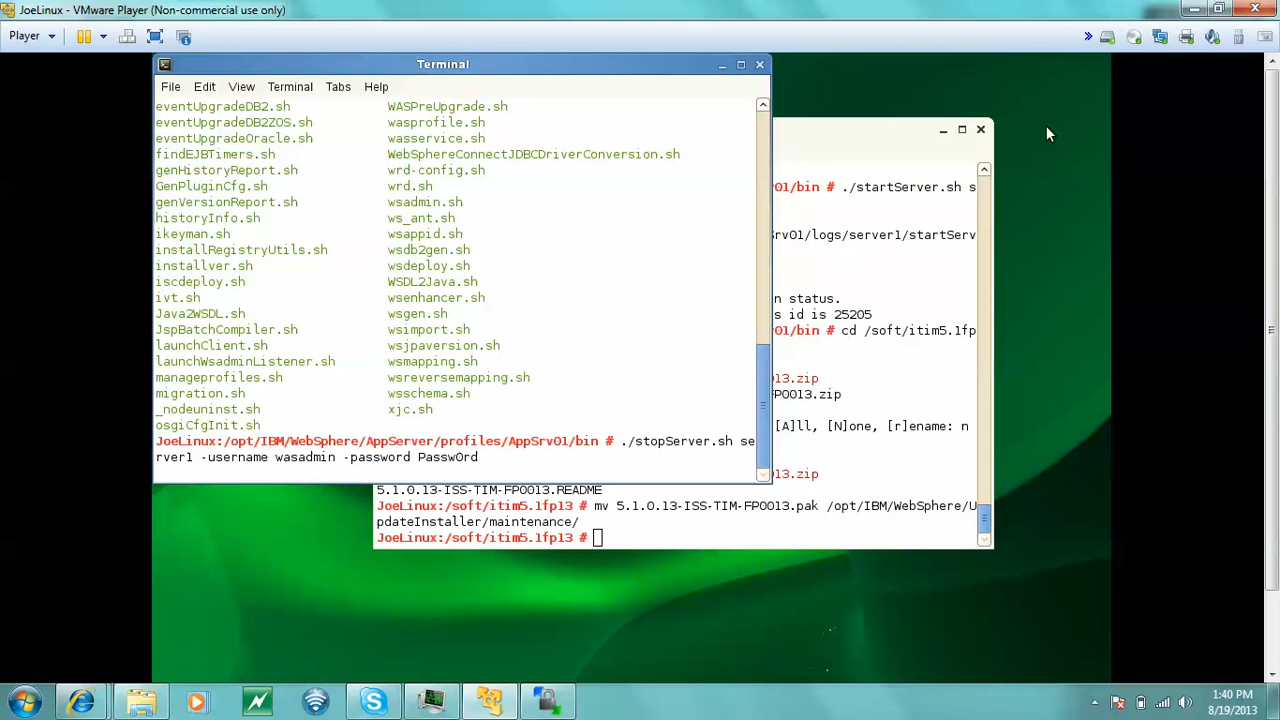 JoeLinux - VMware Player (Non-commercial use only)
Player
Terminal
File Edit View Terminal Tabs Help
eventUpgradeDB2.sh WASPreUpgrade.sh
eventUpgradeDB2ZOS.sh wasprofile.sh
eventUpgradeOracle.sh wasservice.sh
findEJBTimers.sh WebSphereConnectJDBCDriverConversion.sh
genHistoryReport.sh wrd-config.sh
GenPluginCfg.sh wrd.sh
genVersionReport.sh wsadmin.sh
historyInfo.sh ws_ant.sh
ikeyman.sh wsappid.sh
installRegistryUtils.sh wsdb2gen.sh
installver.sh wsdeploy.sh
iscdeploy.sh WSDL2Java.sh
ivt.sh wsenhancer.sh
Java2WSDL.sh wsgen.sh
JspBatchCompiler.sh wsimport.sh
launchClient.sh wsjpaversion.sh
launchWsadminListener.sh wsmapping.sh
manageprofiles.sh wsreversemapping.sh
migration.sh wsschema.sh
_nodeuninst.sh xjc.sh
osgiCfgInit.sh
JoeLinux:/opt/IBM/WebSphere/AppServer/profiles/AppSrv01/bin # ./stopServer.sh se
rver1 -username wasadmin -password Passw0rd
01/bin # ./startServer.sh s
Srv01/logs/server1/startServ
n status.
s id is 25205
01/bin # cd /soft/itim5.1fp
013.zip
FP0013.zip
[A]ll, [N]one, [r]ename: n
013.zip
5.1.0.13-ISS-TIM-FP0013.README
JoeLinux:/soft/itim5.1fp13 # mv 5.1.0.13-ISS-TIM-FP0013.pak /opt/IBM/WebSphere/U
pdateInstaller/maintenance/
JoeLinux:/soft/itim5.1fp13 #
1:40 PM
8/19/2013